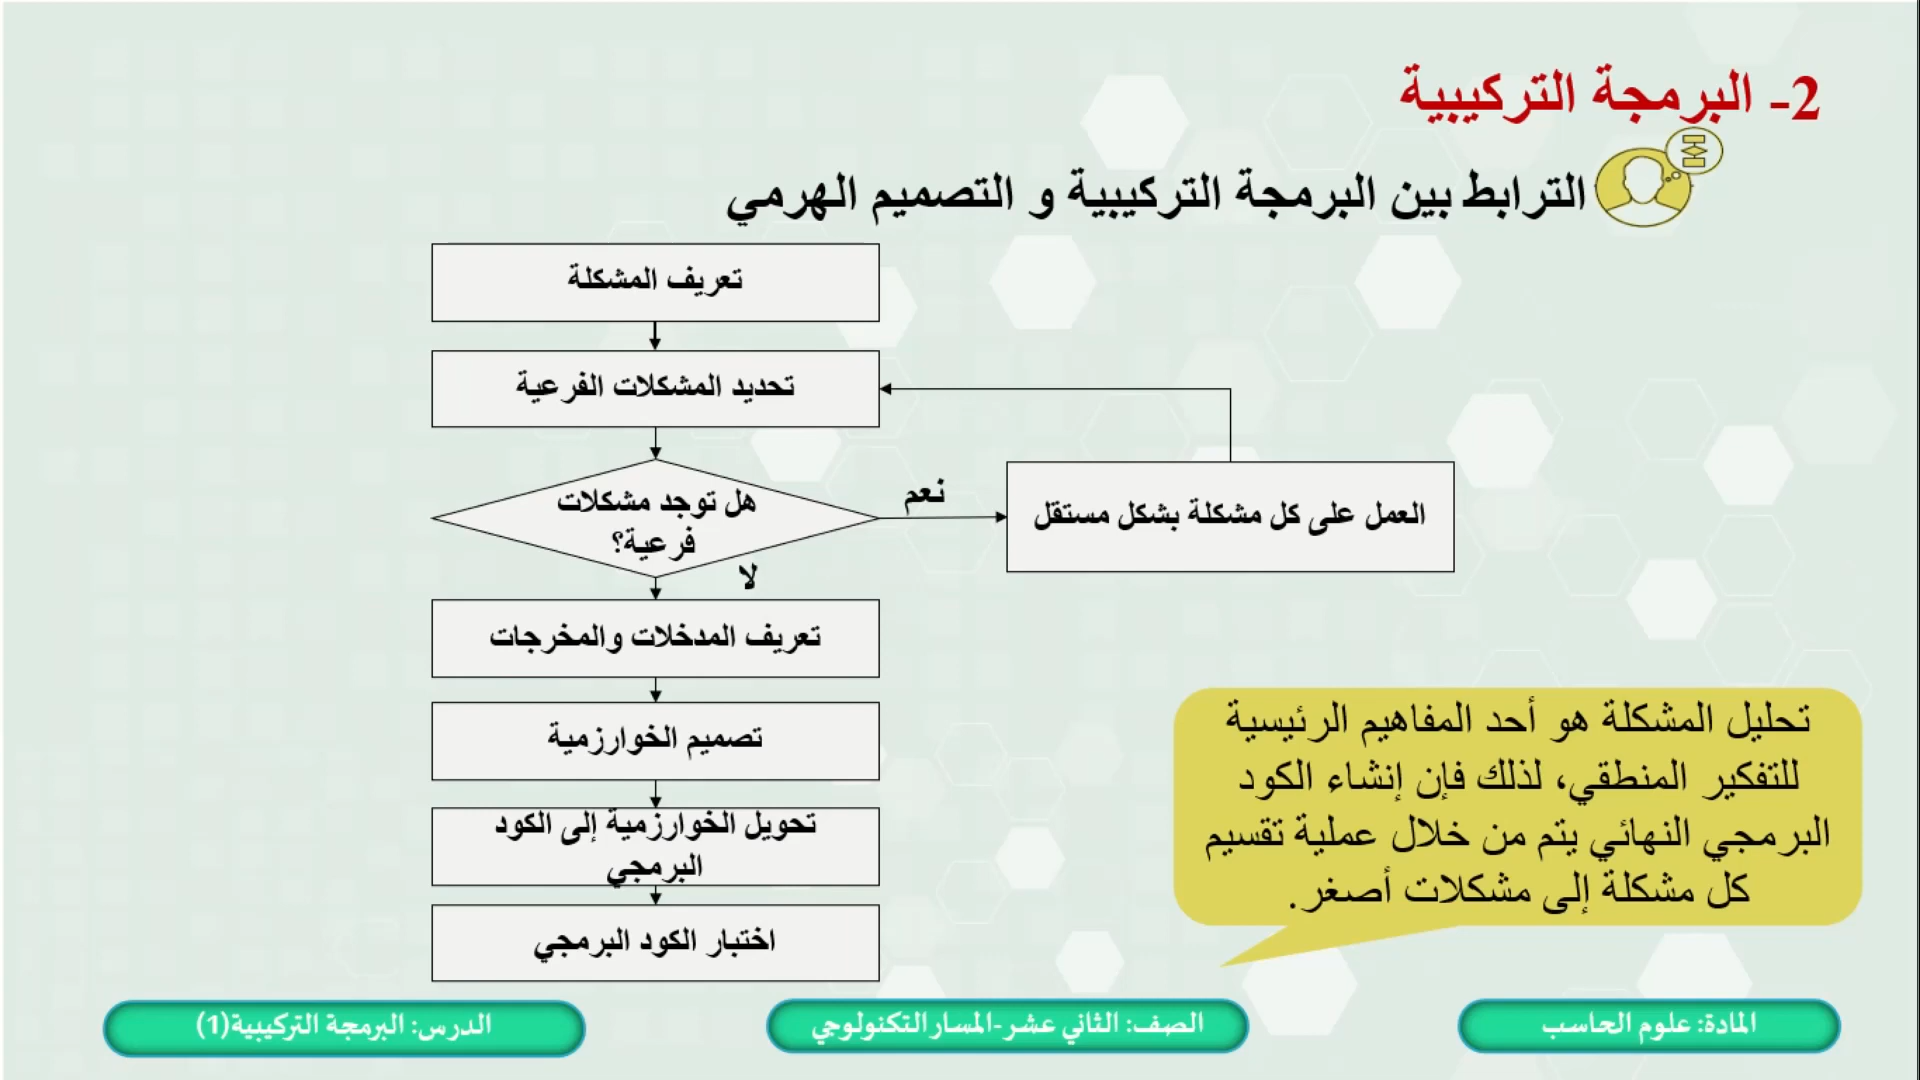 2- البرمجة التركيبية
الترابط بين البرمجة التركيبية و التصميم الهرمي
تعريف المشكلة
تحديد المشكلات الفرعية
هل توجد مشكلات
فرعية؟
نعم
العمل على كل مشكلة بشكل مستقل
لا
تعريف المدخلات والمخرجات
تصميم الخوارزمية
تحويل الخوارزمية إلى الكود
البرمجي
اختبار الكود البرمجي
تحليل المشكلة هو أحد المفاهيم الرئيسية
للتفكير المنطقي، لذلك فإن إنشاء الكود
البرمجي النهائي يتم من خلال عملية تقسيم
كل مشكلة إلى مشكلات أصغر.
المادة: علوم الحاسب
الصف: الثاني عشر-المسار التكنولوجي
الدرس: البرمجة التركيبية(1)